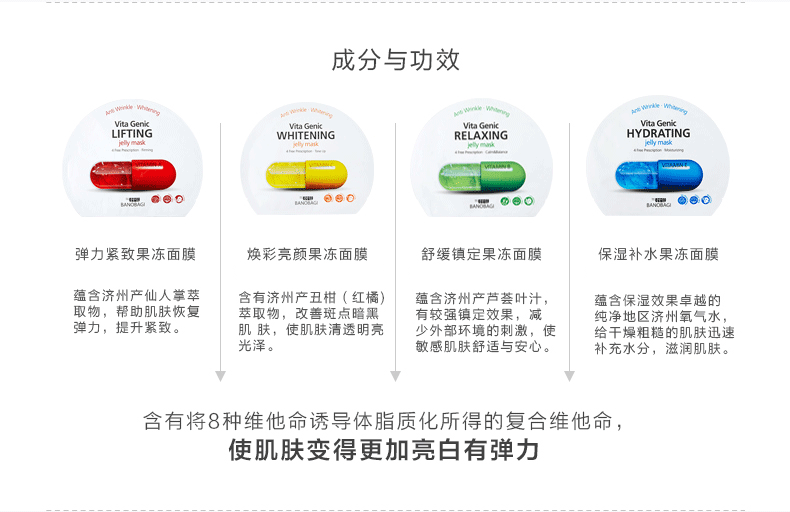 成分与功效
Anti Wrinkle · Whitening
Vita Genic
LIFTING
jelly mask
A Free Prescription · Firming
BANOBAGI
Anti Wrinkle · Whitening
Vita Genic
WHITENING
jelly mask
VITAMIN
BANOBAGI
Anti Wrinkle · Whitening
Vita Genic
RELAXING
jelly mask
VITAMIN B
BANOBAGI
Anti Wrinkle · Whitening
Vita Genic
HYDRATING
jelly mask
A Free Prescription · Moisturizing
VITAMIN E
BANOBAGI
弹力紧致果冻面膜
蕴含济州产仙人掌萃
取物，帮助肌肤恢复
弹力，提升紧致。
焕彩亮颜果冻面膜
含有济州产丑柑（红橘)
萃取物，改善斑点暗黑
肌 肤，使肌肤清透明亮
光泽。
舒缓镇定果冻面膜
蕴含济州产芦荟叶汁，
有较强镇定效果，减
少外部环境的刺激，使
敏感肌肤舒适与安心。
保湿补水果冻面膜
蕴含保湿效果卓越的
纯净地区济州氧气水，
给干燥粗糙的肌肤迅速
补充水分，滋润肌肤。
含有将8种维他命诱导体脂质化所得的复合维他命，
使肌肤变得更加亮白有弹力